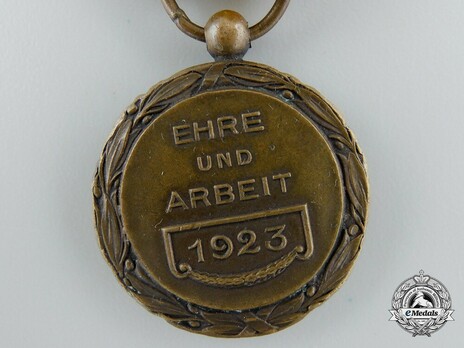 EHRE
UND
ARBEIT
1923
eMedals